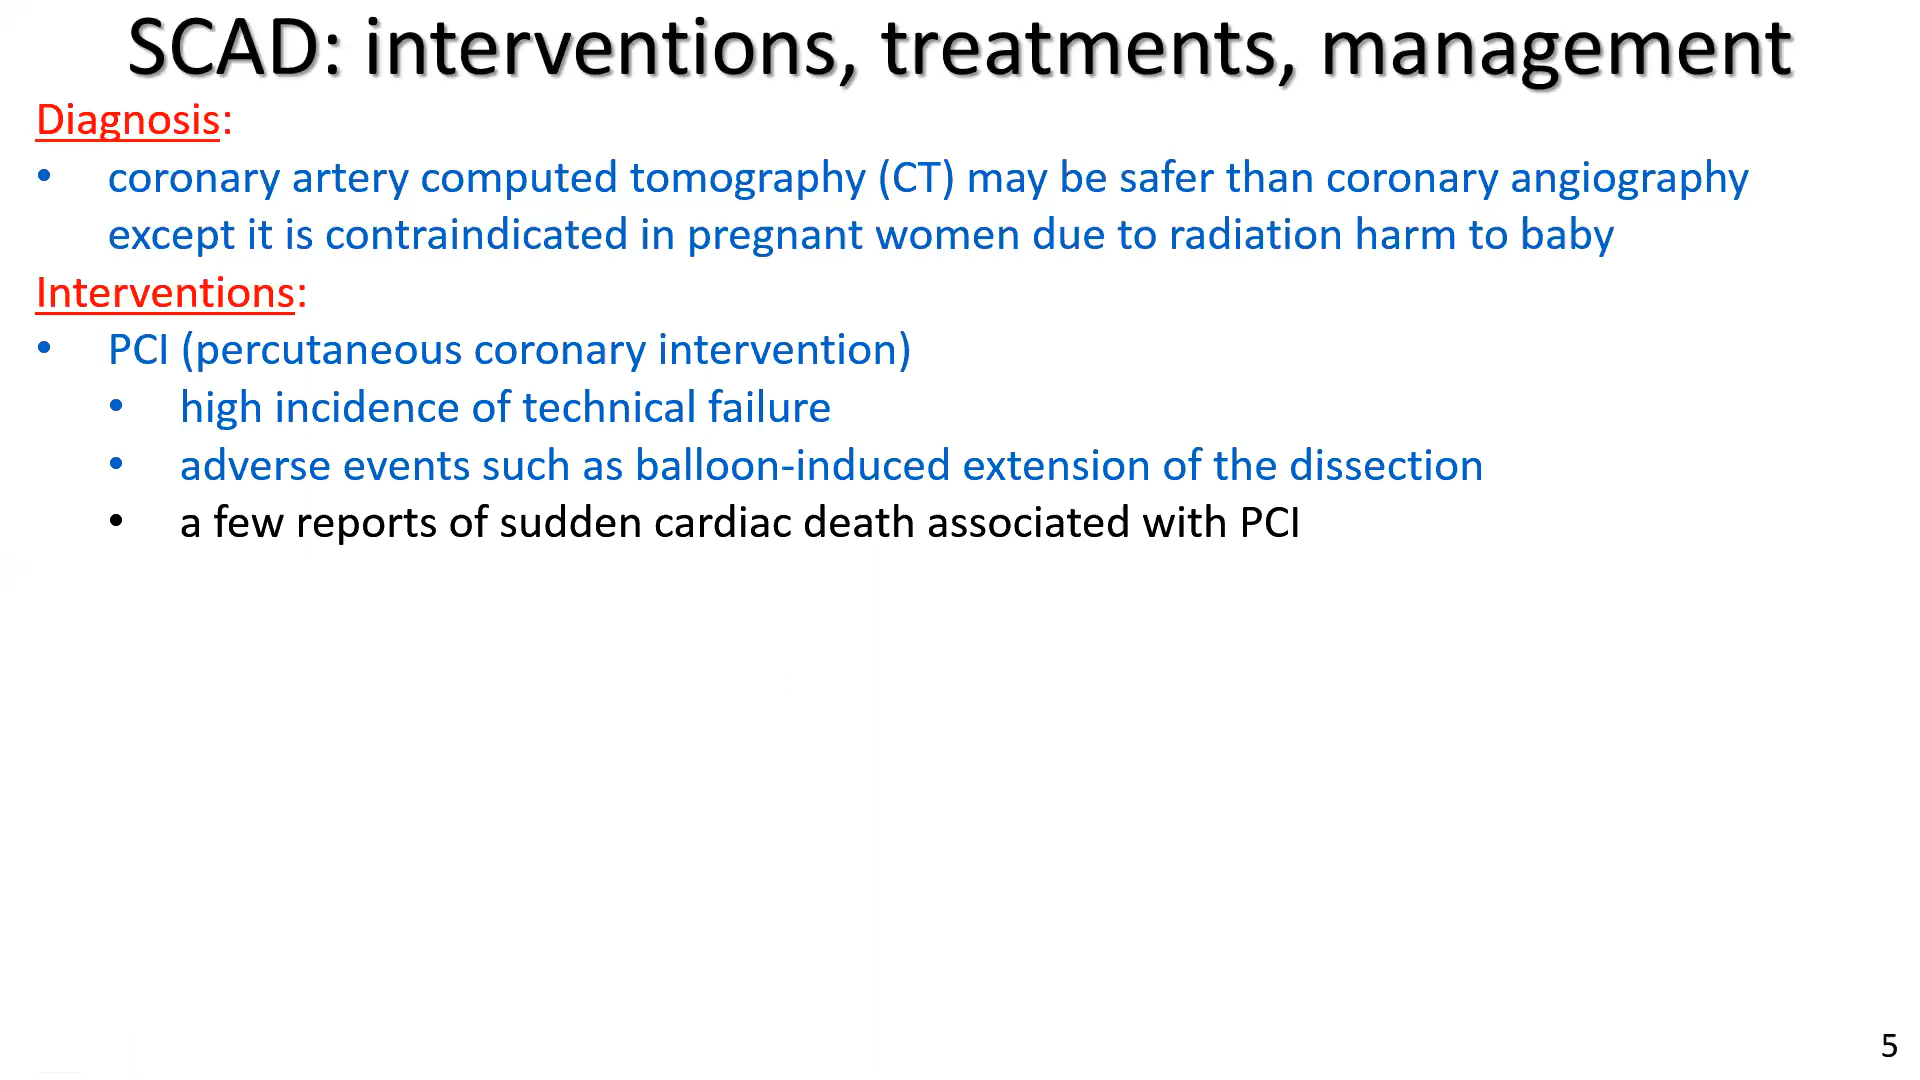 SCAD: interventions, treatments, management
Diagnosis:
• coronary artery computed tomography (CT) may be safer than coronary angiography
except it is contraindicated in pregnant women due to radiation harm to baby
Interventions:
• PCI (percutaneous coronary intervention)
• high incidence of technical failure
• adverse events such as balloon-induced extension of the dissection
• a few reports of sudden cardiac death associated with PCI
5